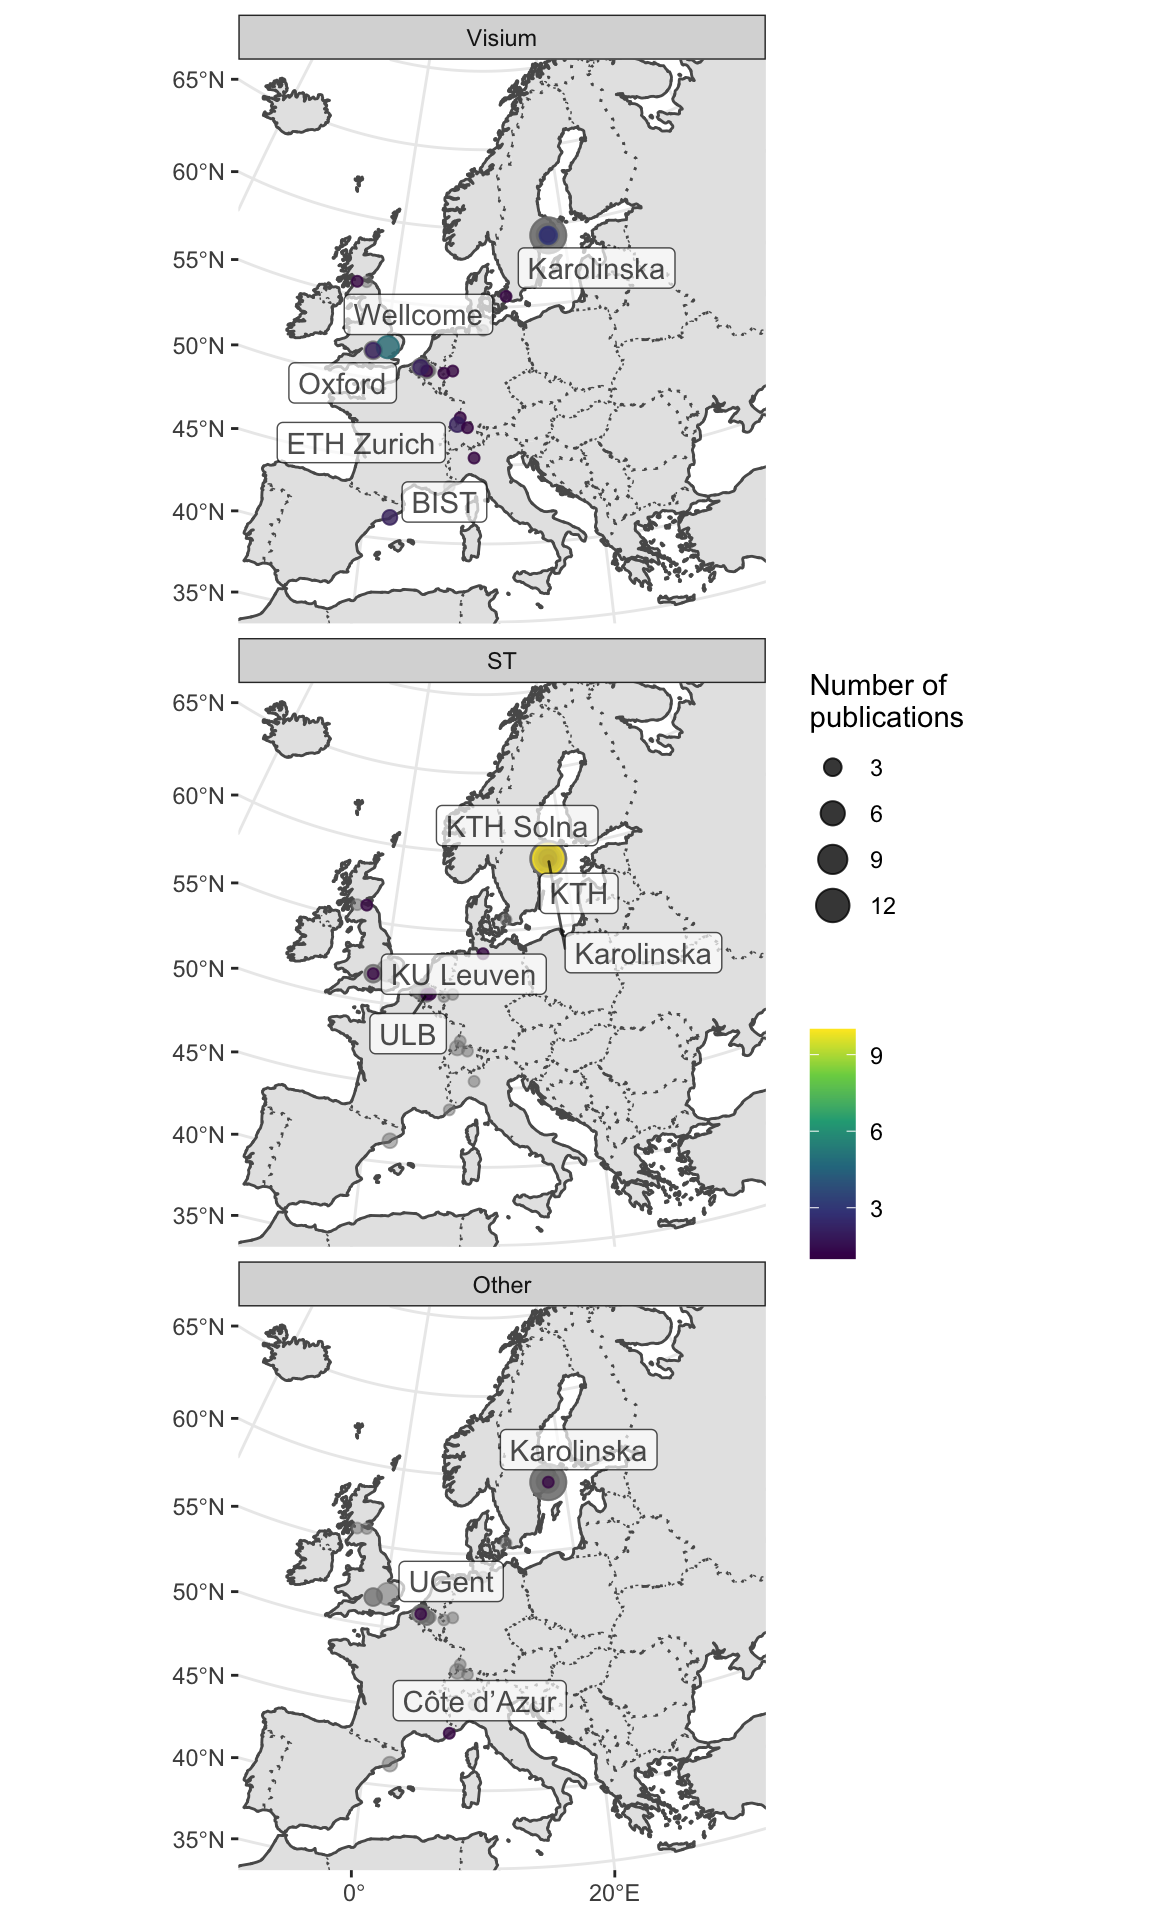 Visium
65°N
60°N
55°N
50°N
45°N
40°N
35°N
Karolinska
Wellcome
Oxford
ETH Zurich
BIST
ST
65°N
60°N
55°N
50°N
45°N
40°N
35°N
KTH Solna
KTH
Karolinska
KU Leuven
ULB
Number of
publications
3
6
9
12
9
6
3
Other
65°N
60°N
55°N
50°N
45°N
40°N
35°N
Karolinska
UGent
Côte d’Azur
0°
20°E